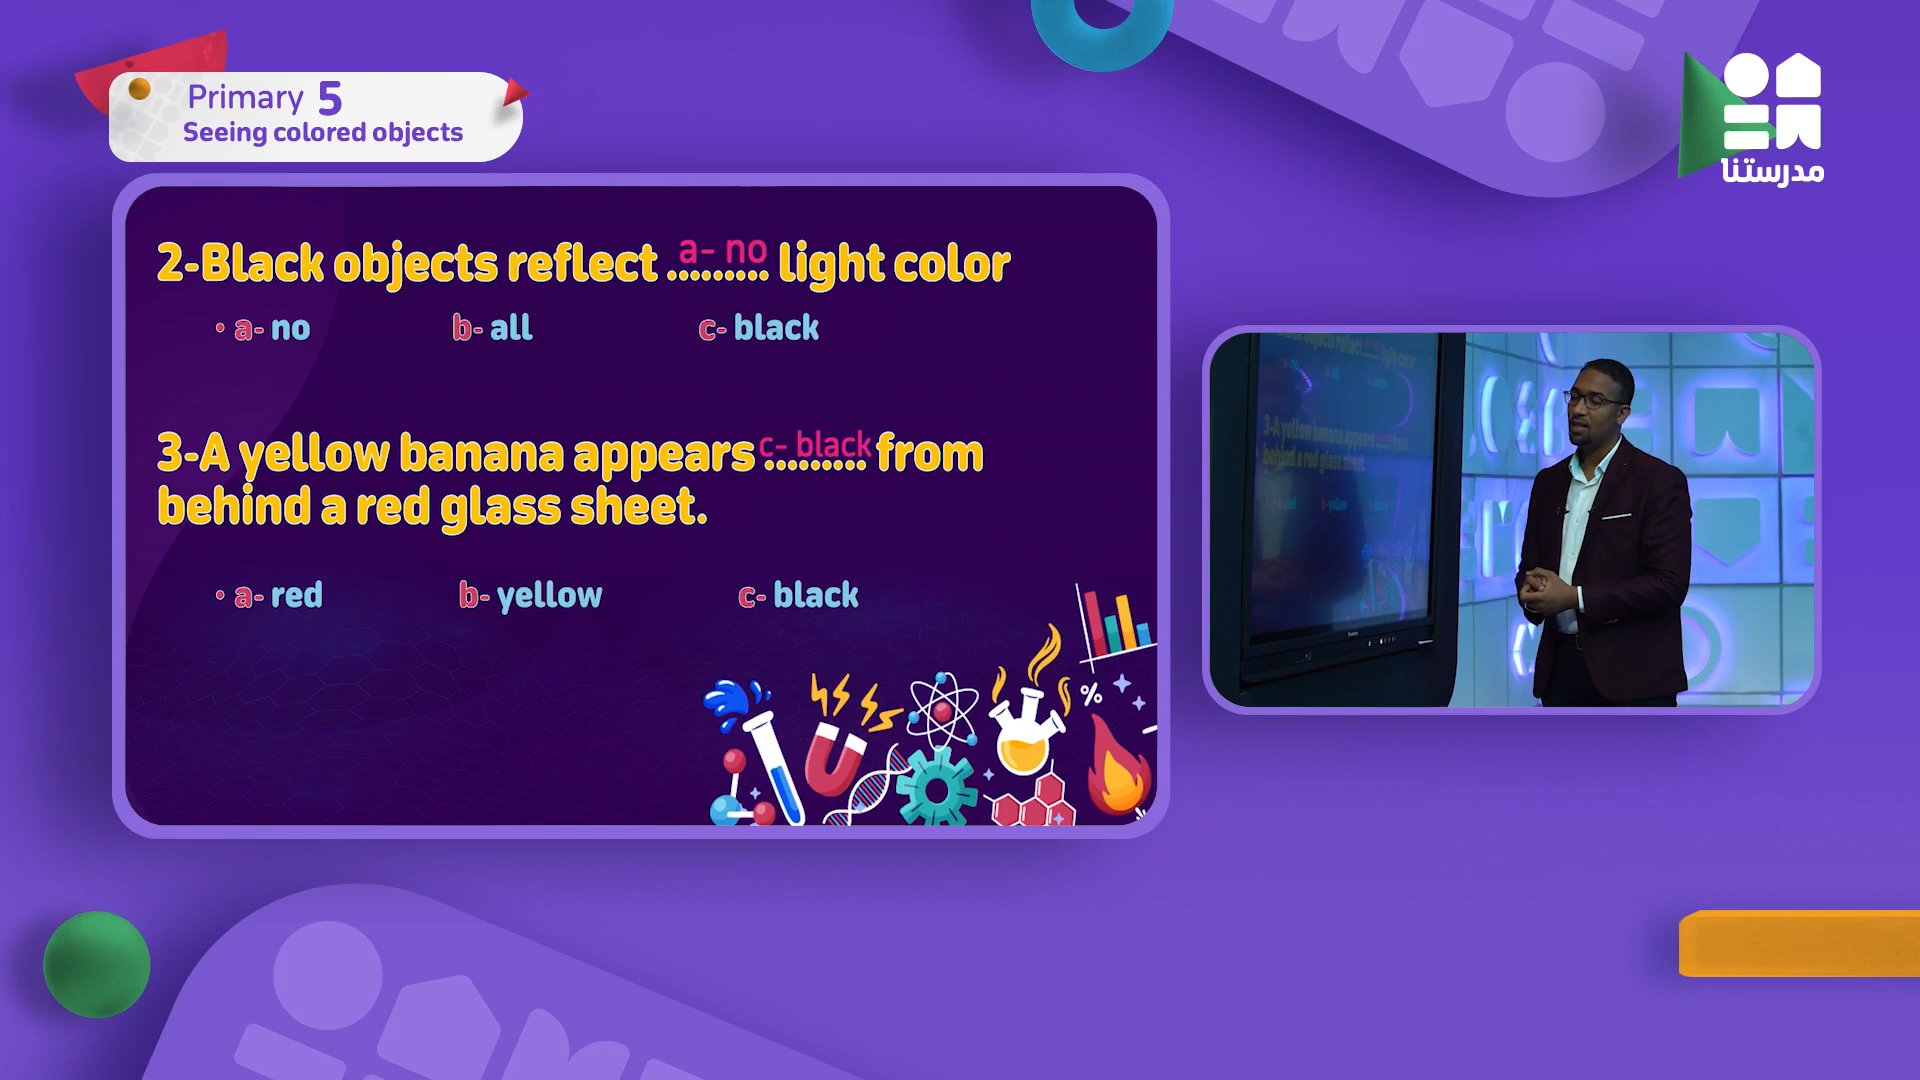 Primary 5
Seeing colored objects
مدرستنا
2-Black objects reflect ......... light color
a- no
• a- no b- all c- black
3-A yellow banana appears ......... from
c- black
behind a red glass sheet.
• a- red b- yellow c- black
%